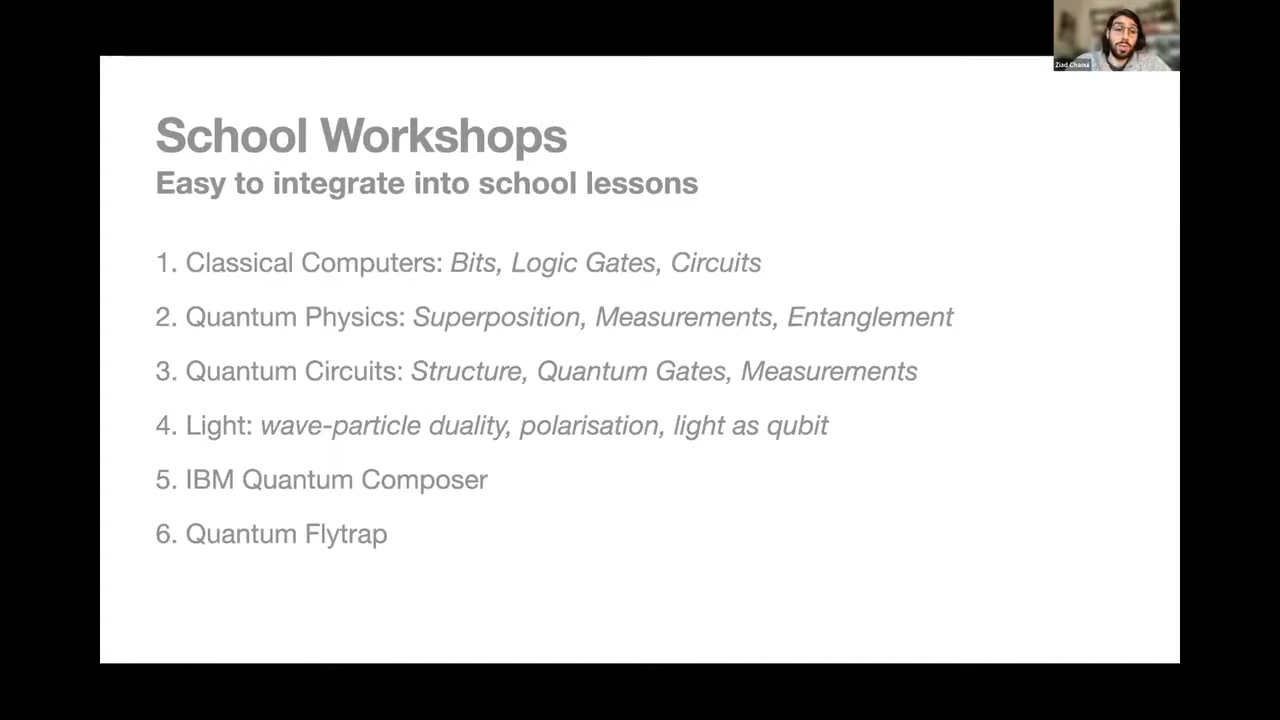 Ziad Chaoui
School Workshops
Easy to integrate into school lessons
1. Classical Computers: Bits, Logic Gates, Circuits
2. Quantum Physics: Superposition, Measurements, Entanglement
3. Quantum Circuits: Structure, Quantum Gates, Measurements
4. Light: wave-particle duality, polarisation, light as qubit
5. IBM Quantum Composer
6. Quantum Flytrap